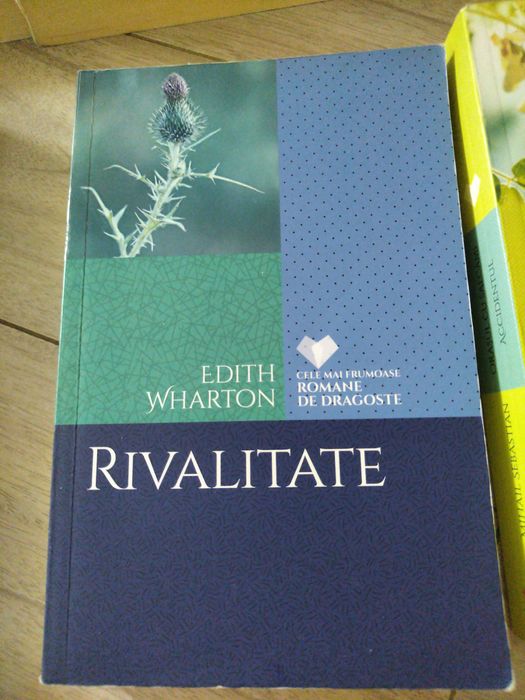 EDITH
WHARTON
CELE MAI FRUMOASE
ROMANE
DE DRAGOSTE
RIVALITATE
ACCIDENTUL
MIHAIL SEBASTIAN